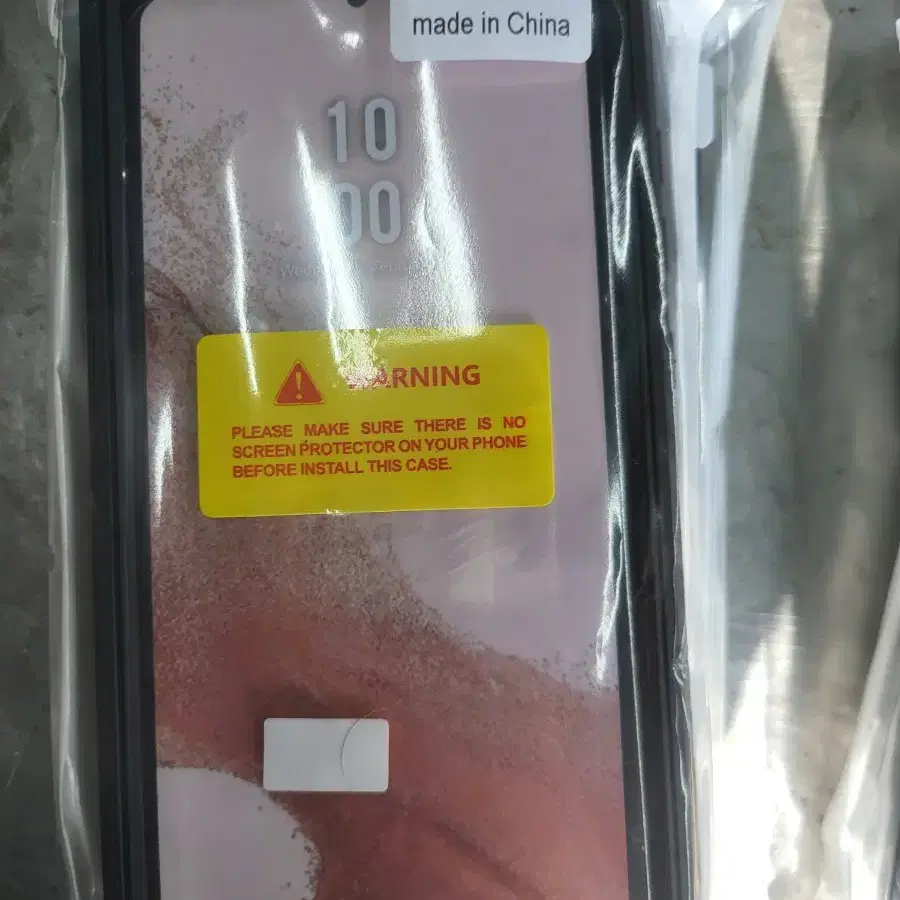 made in China
10
00
WARNING
PLEASE MAKE SURE THERE IS NO
SCREEN PROTECTOR ON YOUR PHONE
BEFORE INSTALL THIS CASE.